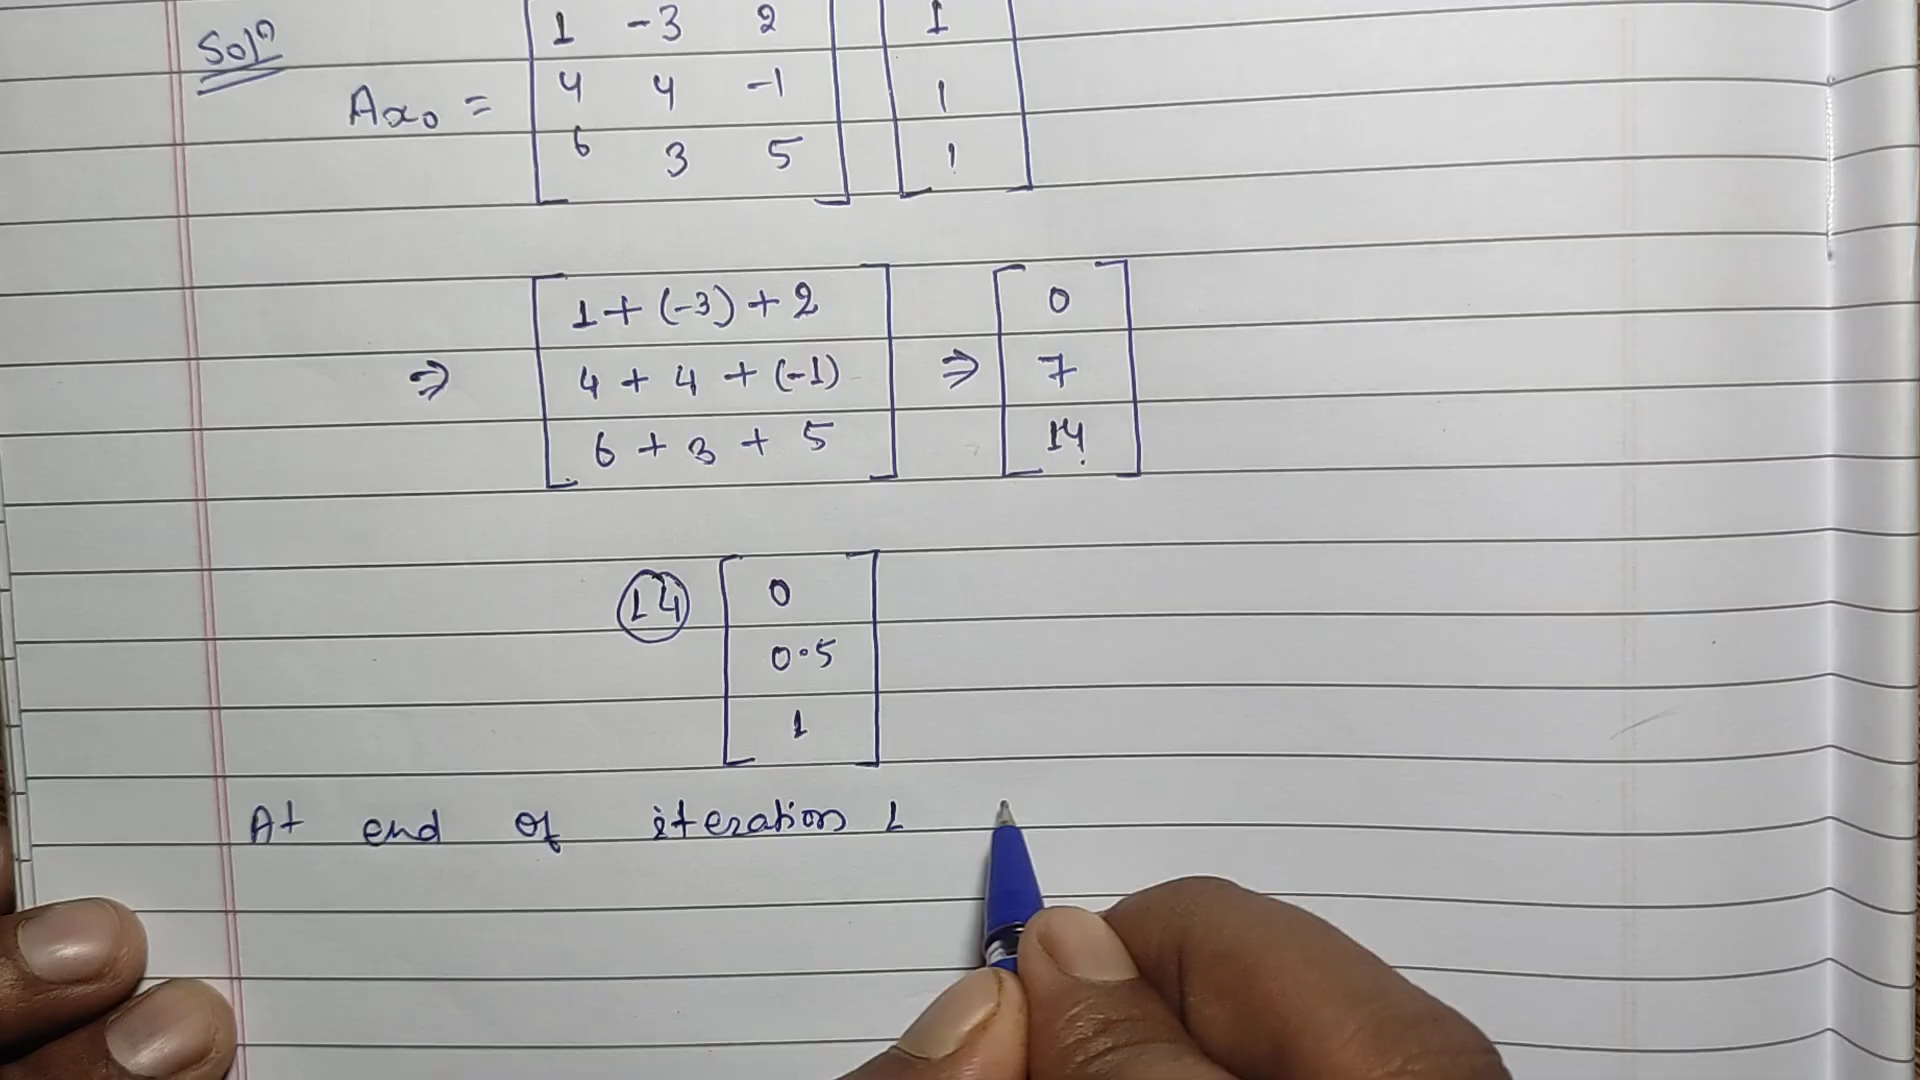 Solⁿ
1 -3 2 1
Ax₀ = 4 4 -1 1
6 3 5 1
1 + (-3) + 2 0
⇒ 4 + 4 + (-1) ⇒ 7
6 + 3 + 5 14
14 0
0.5
1
At end of iteration 1